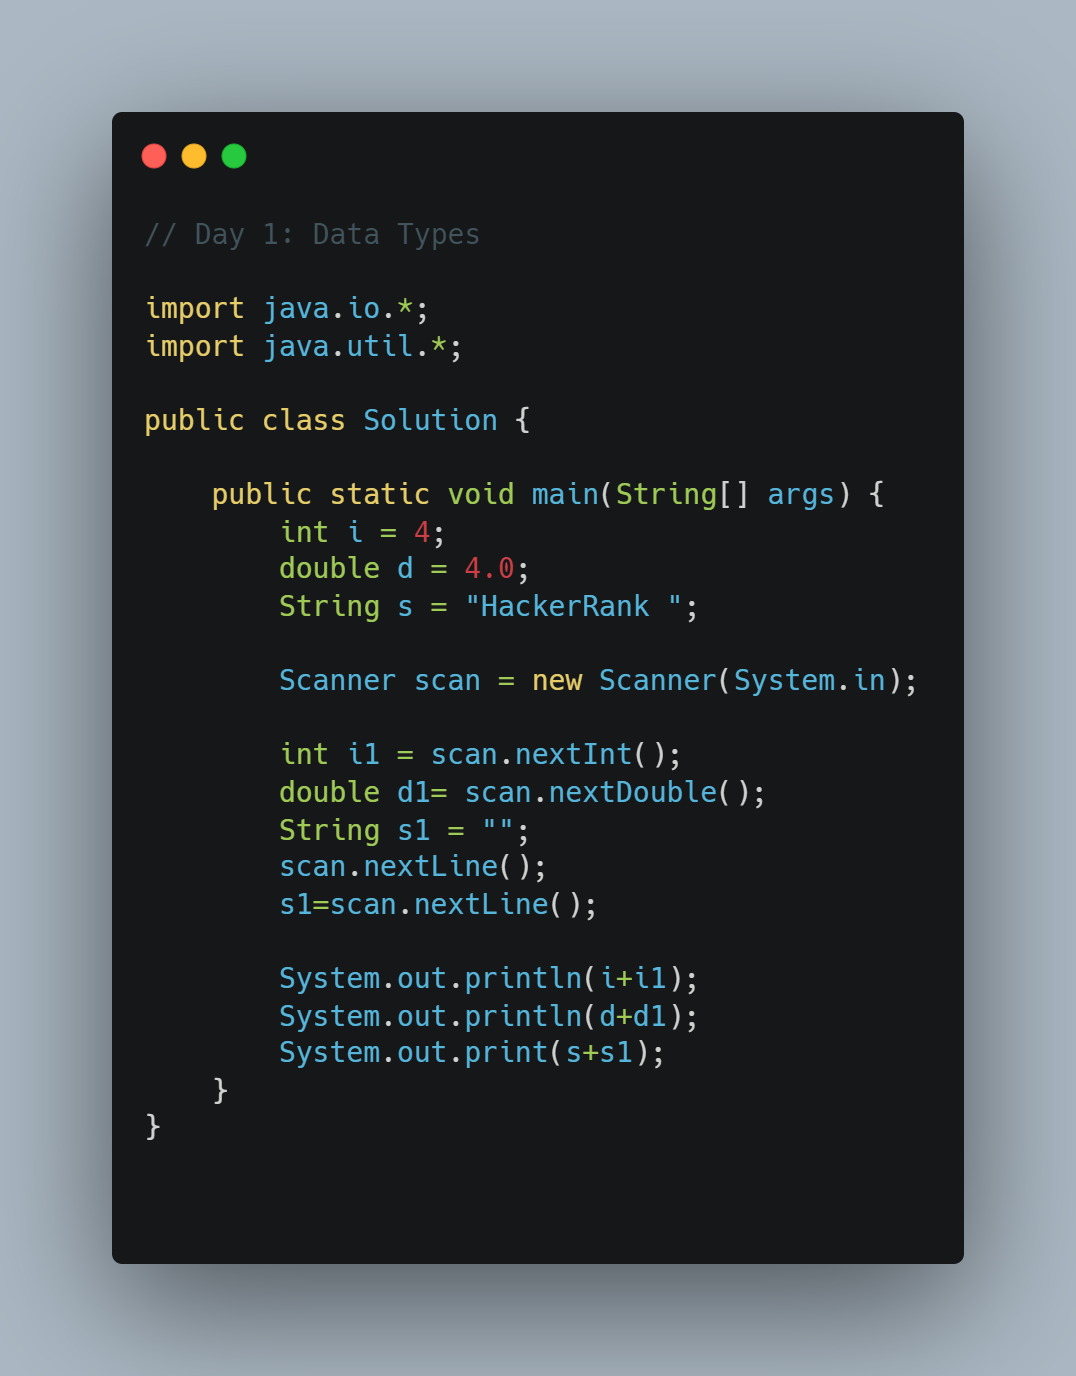 // Day 1: Data Types
import java.io.*;
import java.util.*;
public class Solution {
public static void main(String[] args) {
int i = 4;
double d = 4.0;
String s = "HackerRank ";
Scanner scan = new Scanner(System.in);
int i1 = scan.nextInt();
double d1= scan.nextDouble();
String s1 = "";
scan.nextLine();
s1=scan.nextLine();
System.out.println(i+i1);
System.out.println(d+d1);
System.out.print(s+s1);
}
}